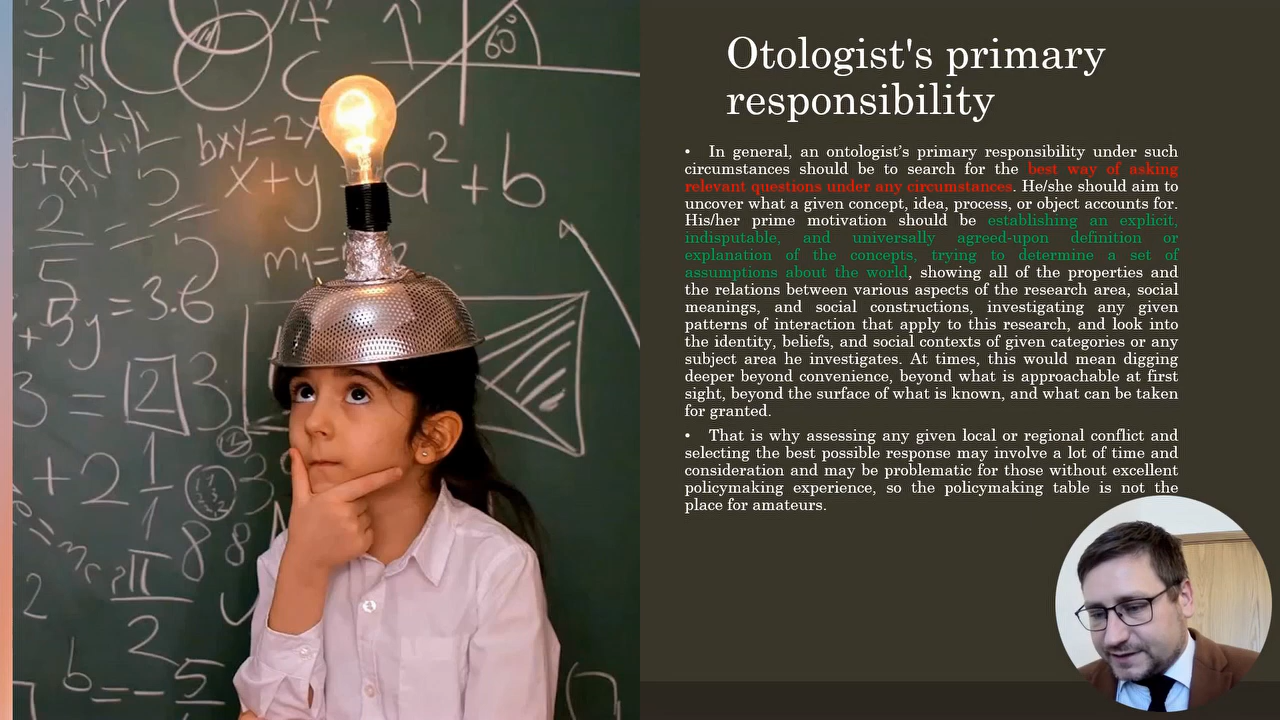 Otologist's primary
responsibility
• In general, an ontologist's primary responsibility under such
circumstances should be to search for the best way of asking
relevant questions under any circumstances. He/she should aim to
uncover what a given concept, idea, process, or object accounts for.
His/her prime motivation should be establishing an explicit,
indisputable, and universally agreed-upon definition or
explanation of the concepts, trying to determine a set of
assumptions about the world, showing all of the properties and
the relations between various aspects of the research area, social
meanings, and social constructions, investigating any given
patterns of interaction that apply to this research, and look into
the identity, beliefs, and social contexts of given categories or any
subject area he investigates. At times, this would mean digging
deeper beyond convenience, beyond what is approachable at first
sight, beyond the surface of what is known, and what can be taken
for granted.
• That is why assessing any given local or regional conflict and
selecting the best possible response may involve a lot of time and
consideration and may be problematic for those without excellent
policymaking experience, so the policymaking table is not the
place for amateurs.
60°
bxy=2x
x+y
a²+b
5y=3.6
3=2
+2 1/1
π/2
88
b=-5